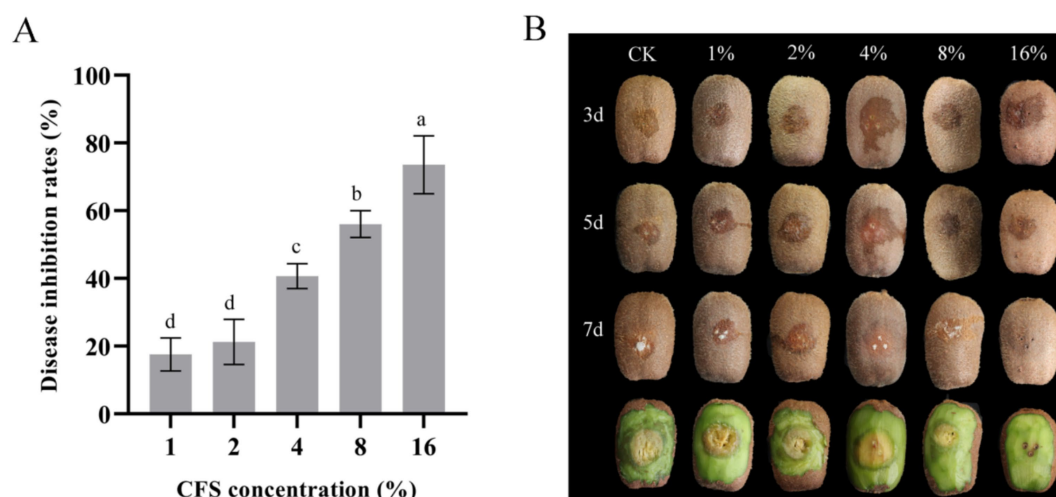 A
Disease inhibition rates (%)
100
80
60
40
20
0
d
d
c
b
a
1 2 4 8 16
CFS concentration (%)
B
CK 1% 2% 4% 8% 16%
3d
5d
7d